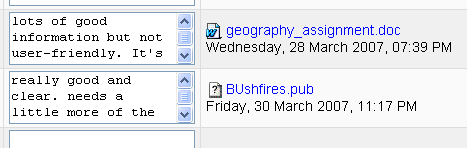 lots of good
information but not
user-friendly. It's
geography_assignment.doc
Wednesday, 28 March 2007, 07:39 PM
really good and
clear. needs a
little more of the
BUshfires.pub
Friday, 30 March 2007, 11:17 PM